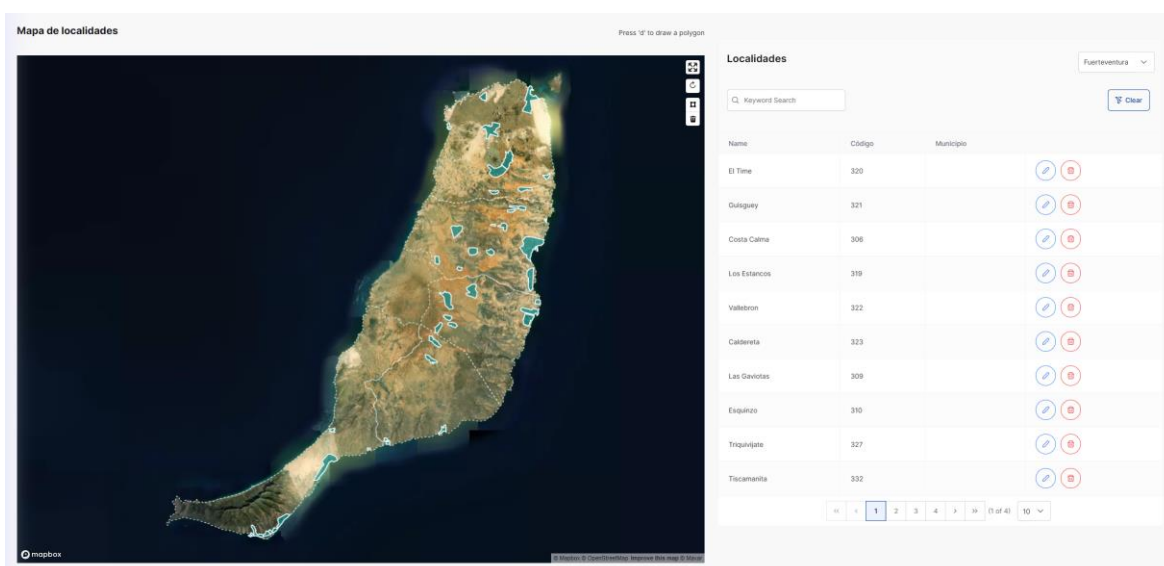 Mapa de localidades
Press 'd' to draw a polygon
mapbox
© Mapbox © OpenStreetMap Improve this map © Maxar
Localidades
Fuerteventura
Keyword Search
Clear
Name Código Municipio
El Time 320
Guisguey 321
Costa Calma 306
Los Estancos 319
Vallebron 322
Caldereta 323
Las Gaviotas 309
Esquinzo 310
Triquivijate 327
Tiscamanita 332
« ‹ 1 2 3 4 › » (1 of 4) 10